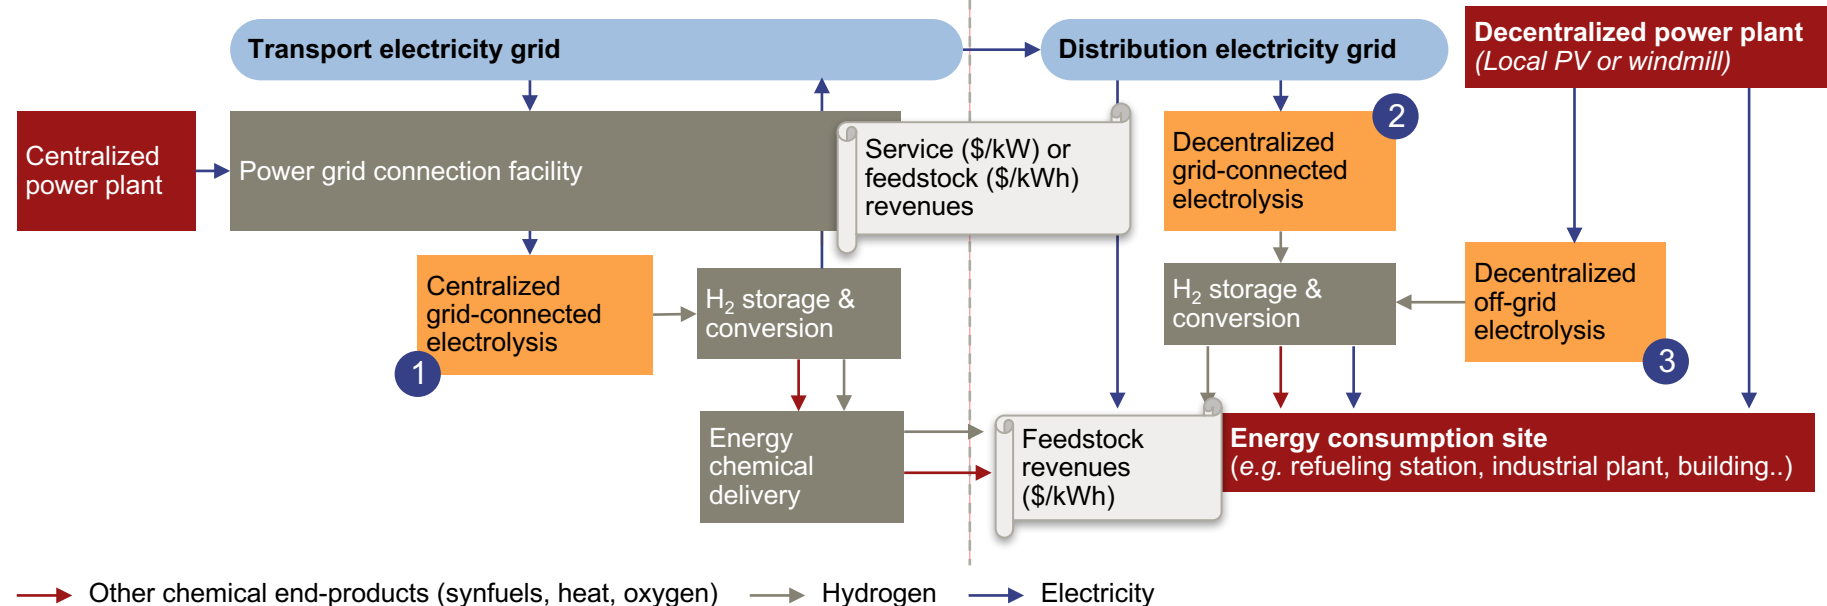 Transport electricity grid
Distribution electricity grid
Decentralized power plant
(Local PV or windmill)
Centralized
power plant
Power grid connection facility
Service ($/kW) or
feedstock ($/kWh)
revenues
2
Decentralized
grid-connected
electrolysis
Centralized
grid-connected
electrolysis
1
H₂ storage &
conversion
H₂ storage &
conversion
Decentralized
off-grid
electrolysis
3
Energy
chemical
delivery
Feedstock
revenues
($/kWh)
Energy consumption site
(e.g. refueling station, industrial plant, building..)
Other chemical end-products (synfuels, heat, oxygen)
Hydrogen
Electricity